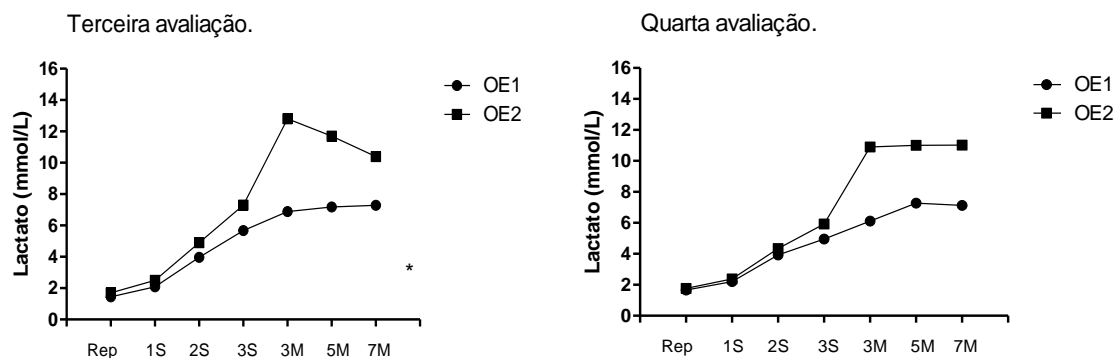 Terceira avaliação.
16
14
12
10
8
6
4
2
0
Lactato (mmol/L)
Rep 1S 2S 3S 3M 5M 7M
OE1
OE2
*
Quarta avaliação.
16
14
12
10
8
6
4
2
0
Lactato (mmol/L)
Rep 1S 2S 3S 3M 5M 7M
OE1
OE2